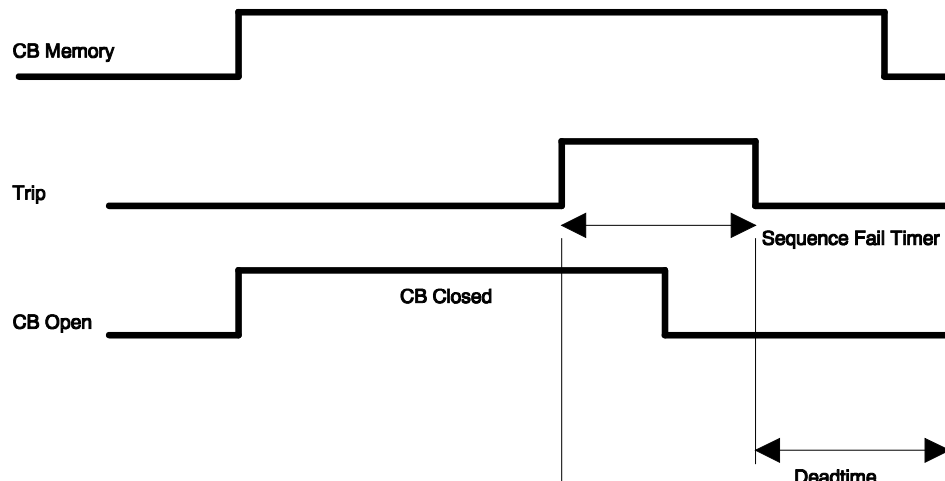 CB Memory
Trip
Sequence Fail Timer
CB Closed
CB Open
Deadtime